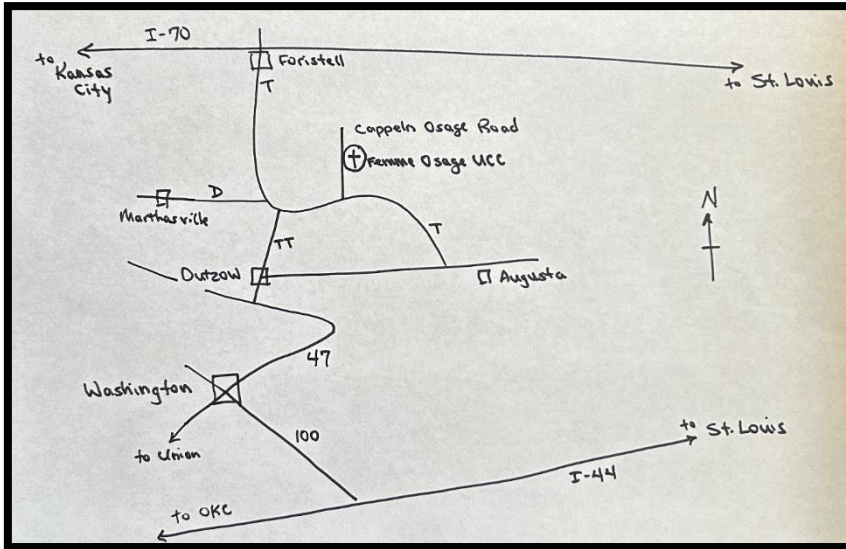 I-70
to
Kansas
City
Foristell
T
to St. Louis
Cappeln Osage Road
Femme Osage UCC
D
Marthasville
N
TT
T
Dutzow
Augusta
47
Washington
100
to Union
to St. Louis
I-44
to OKC